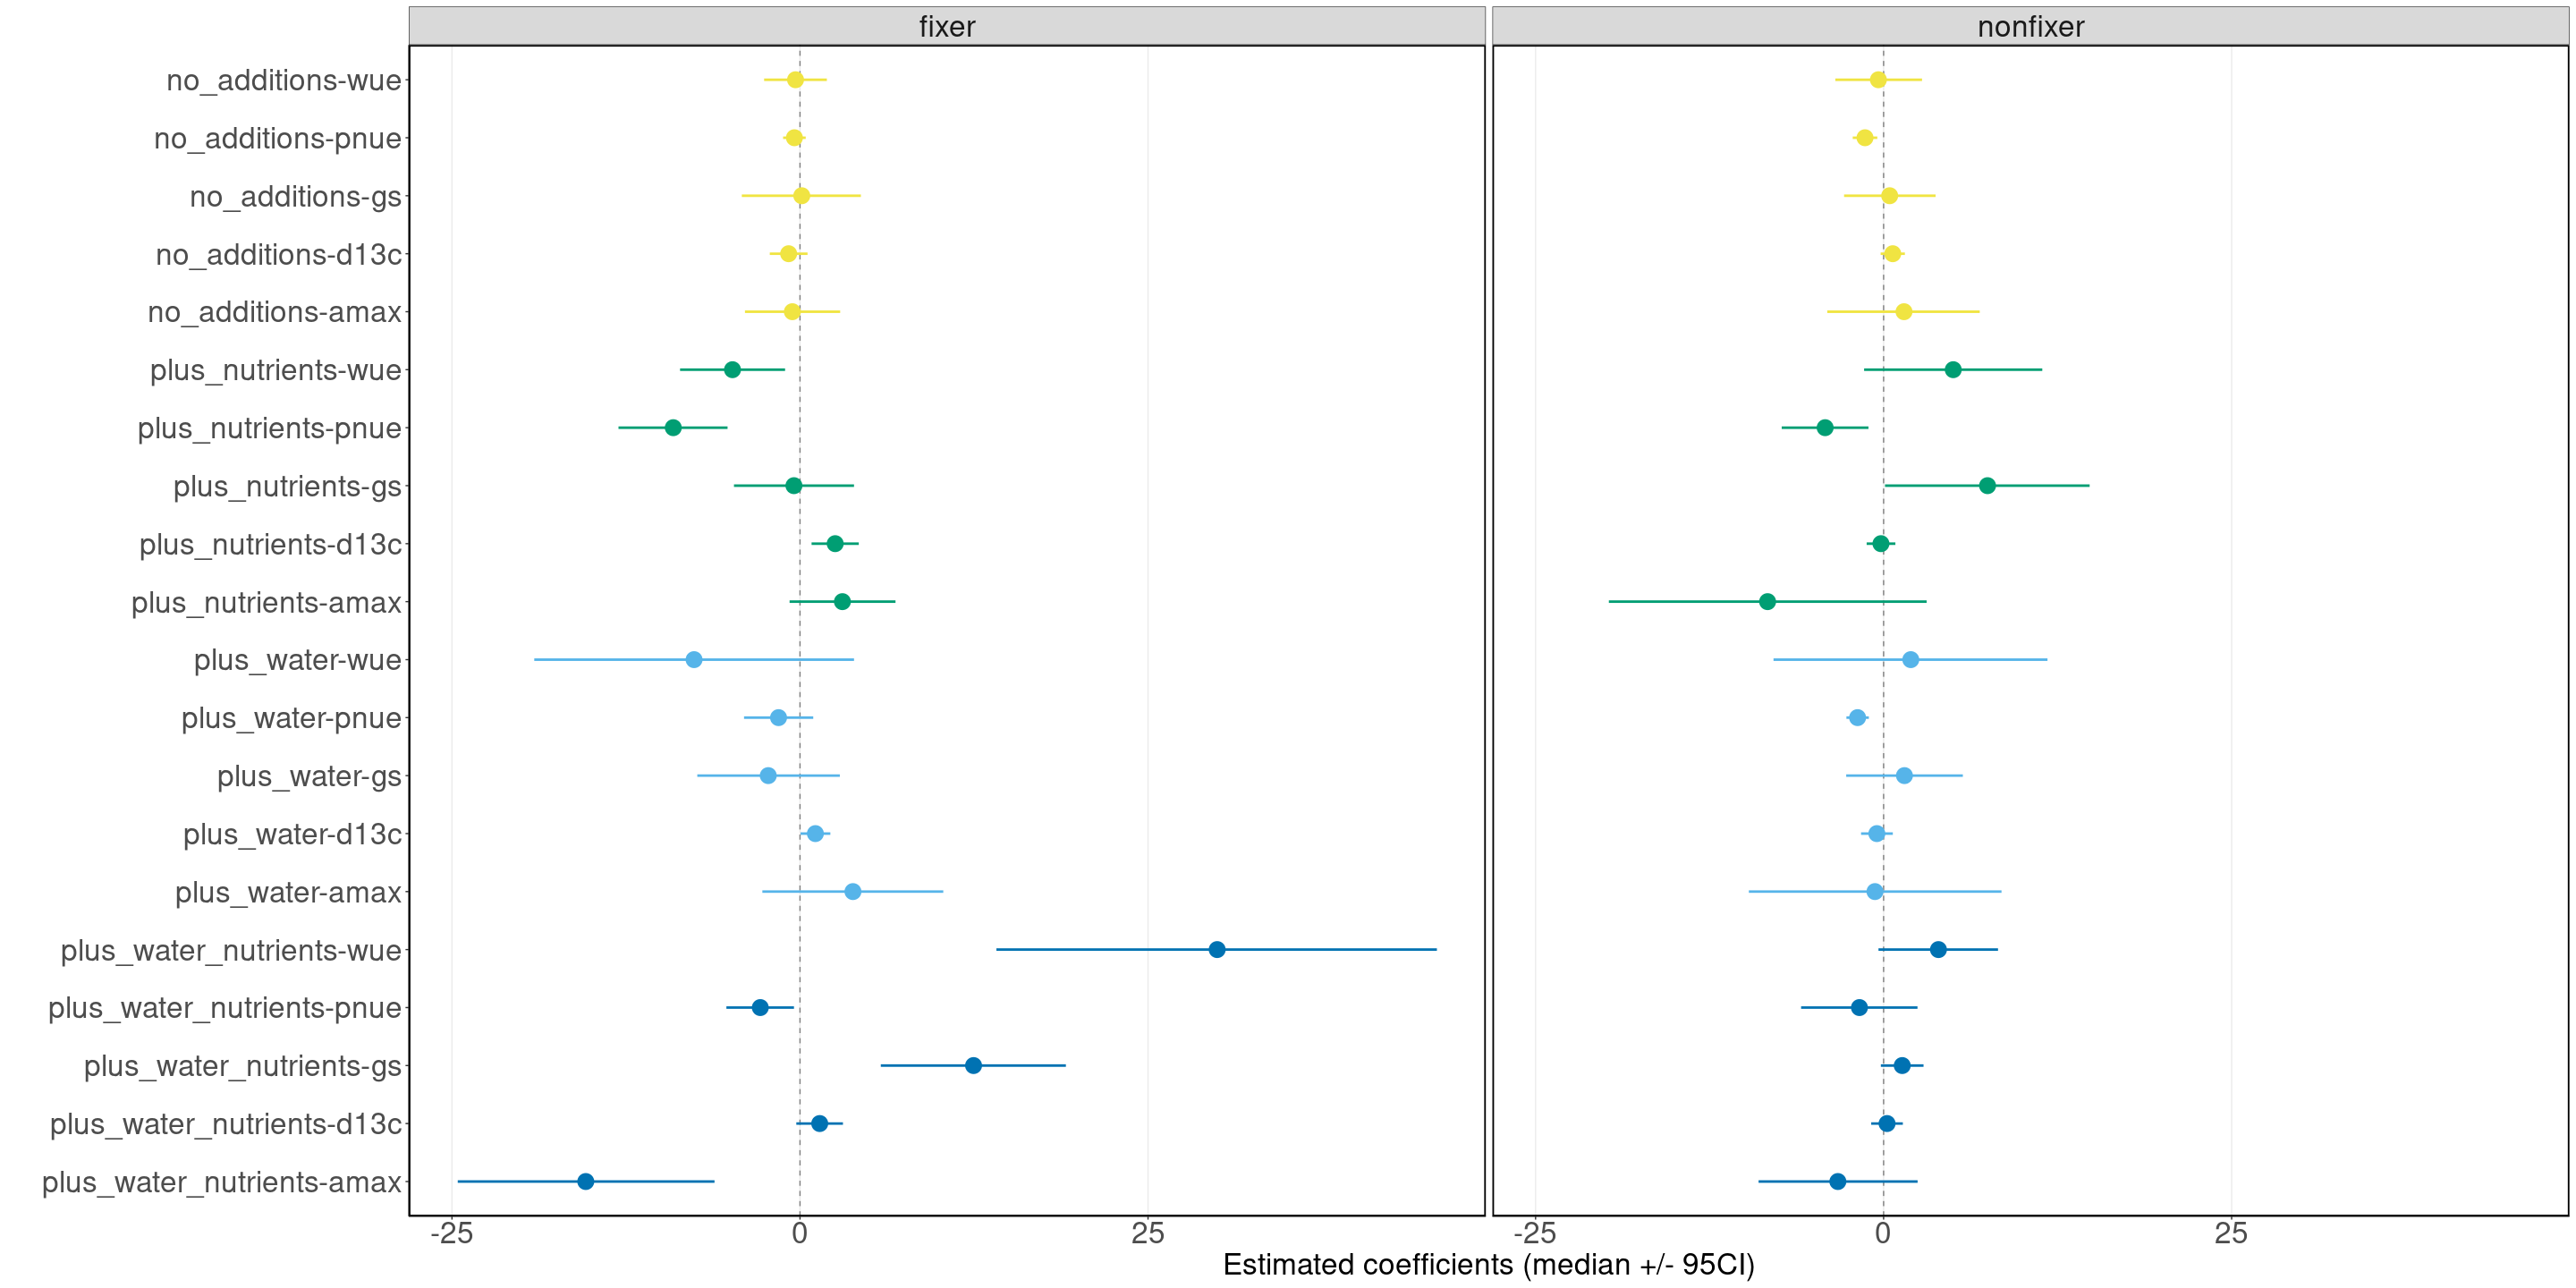 fixer
nonfixer
no_additions-wue
no_additions-pnue
no_additions-gs
no_additions-d13c
no_additions-amax
plus_nutrients-wue
plus_nutrients-pnue
plus_nutrients-gs
plus_nutrients-d13c
plus_nutrients-amax
plus_water-wue
plus_water-pnue
plus_water-gs
plus_water-d13c
plus_water-amax
plus_water_nutrients-wue
plus_water_nutrients-pnue
plus_water_nutrients-gs
plus_water_nutrients-d13c
plus_water_nutrients-amax
-25 0 25
-25 0 25
Estimated coefficients (median +/- 95CI)